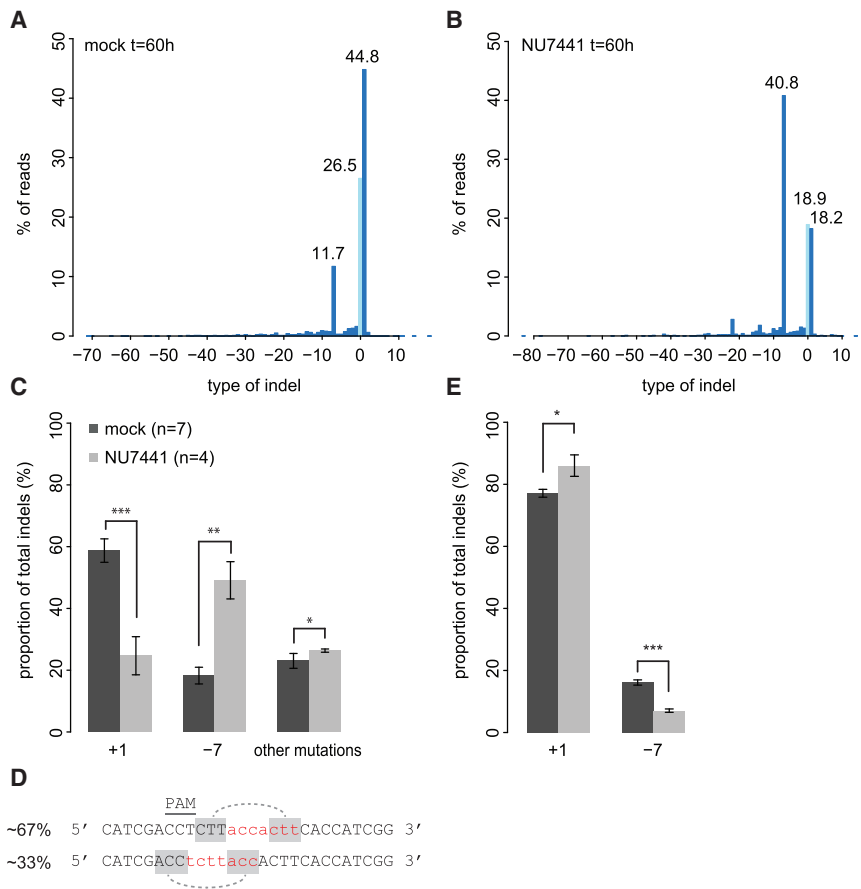 A
mock t=60h
% of reads
0 10 20 30 40 50
11.7
26.5
44.8
−70 −60 −50 −40 −30 −20 −10 0 10
type of indel
B
NU7441 t=60h
% of reads
0 10 20 30 40 50
40.8
18.9
18.2
−80 −70 −60 −50 −40 −30 −20 −10 0 10
type of indel
C
mock (n=7)
NU7441 (n=4)
proportion of total indels (%)
0 20 40 60 80 100
***
**
*
+1 −7 other mutations
E
proportion of total indels (%)
0 20 40 60 80 100
*
***
+1 −7
D
PAM
~67% 5′ CATCGACCTCTTaccacttCACCATCGG 3′
~33% 5′ CATCGACCtcttaccACTTCACCATCGG 3′